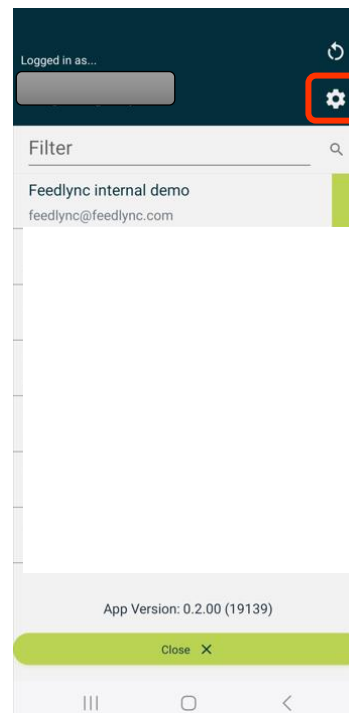 Logged in as...
Filter
Feedlync internal demo
feedlync@feedlync.com
App Version: 0.2.00 (19139)
Close